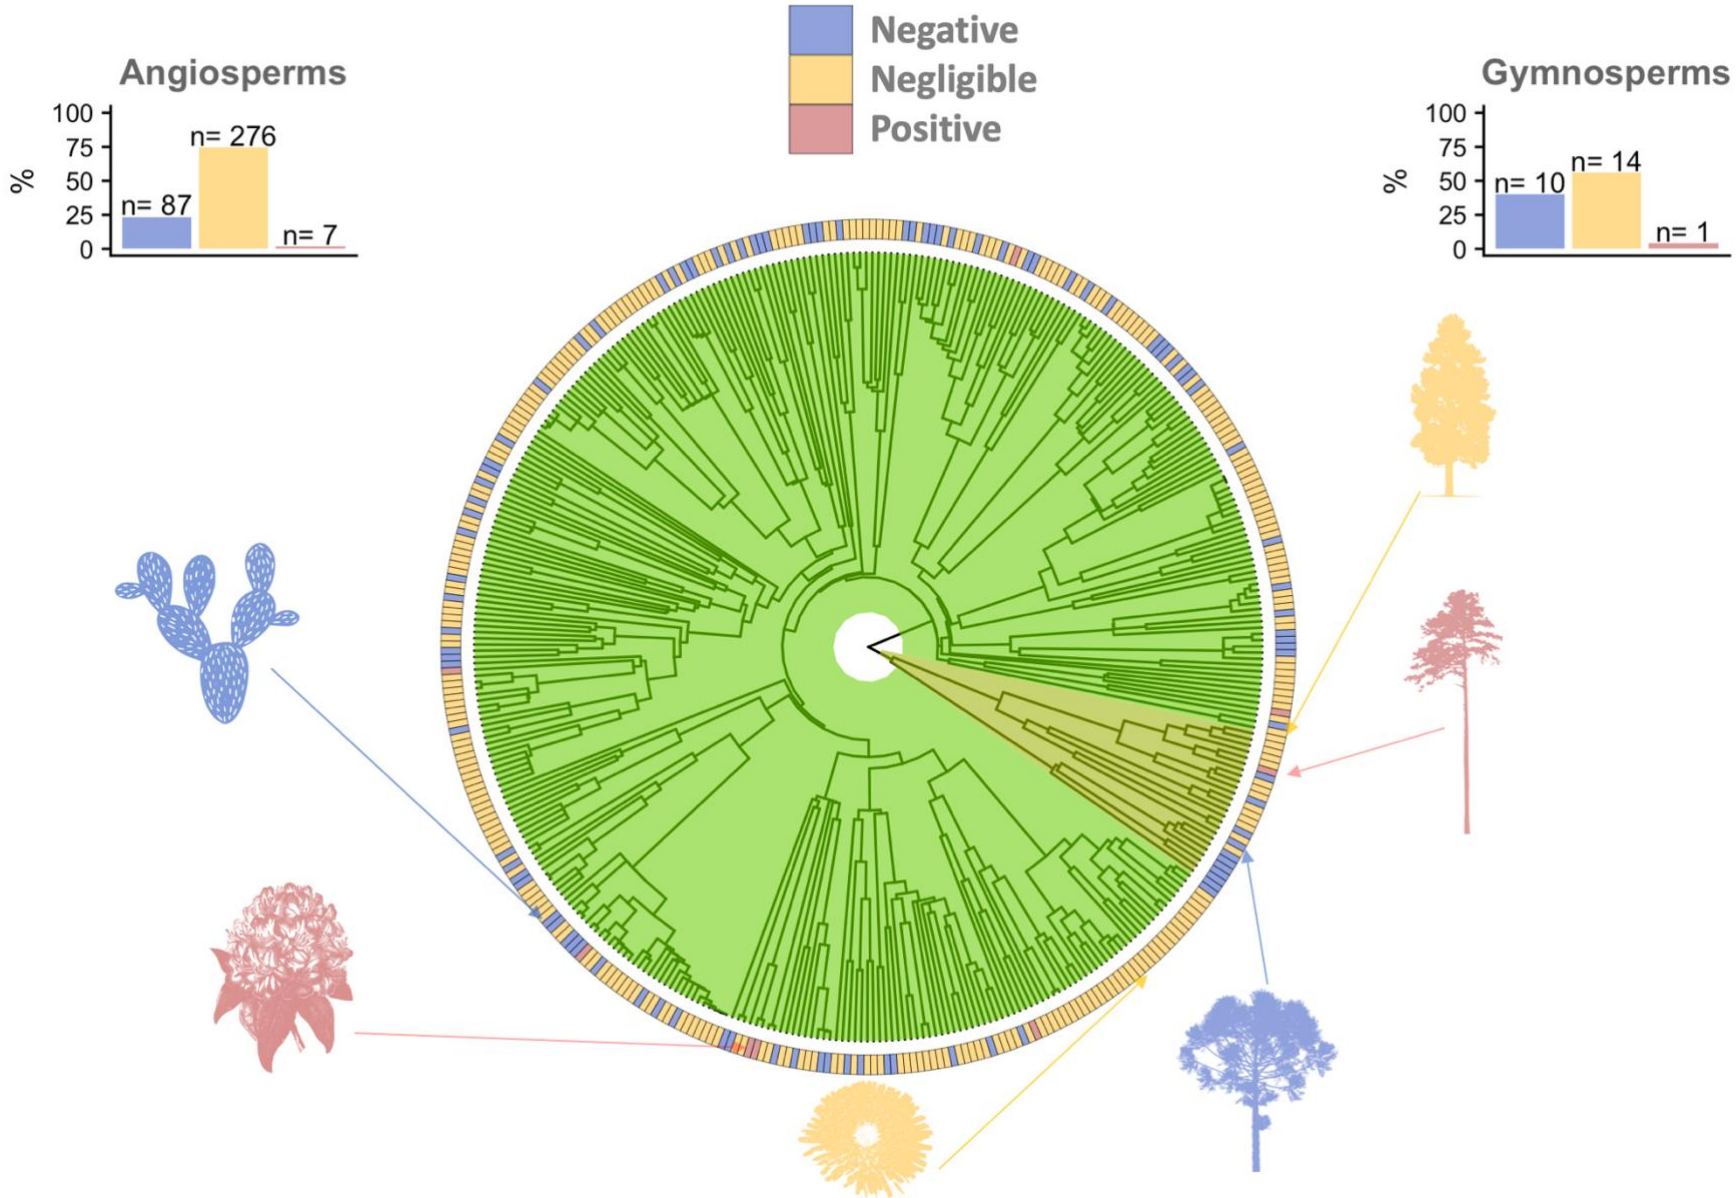 Negative
Negligible
Positive
Angiosperms
100
75
50
25
0
%
n= 87
n= 276
n= 7
Gymnosperms
100
75
50
25
0
%
n= 10
n= 14
n= 1